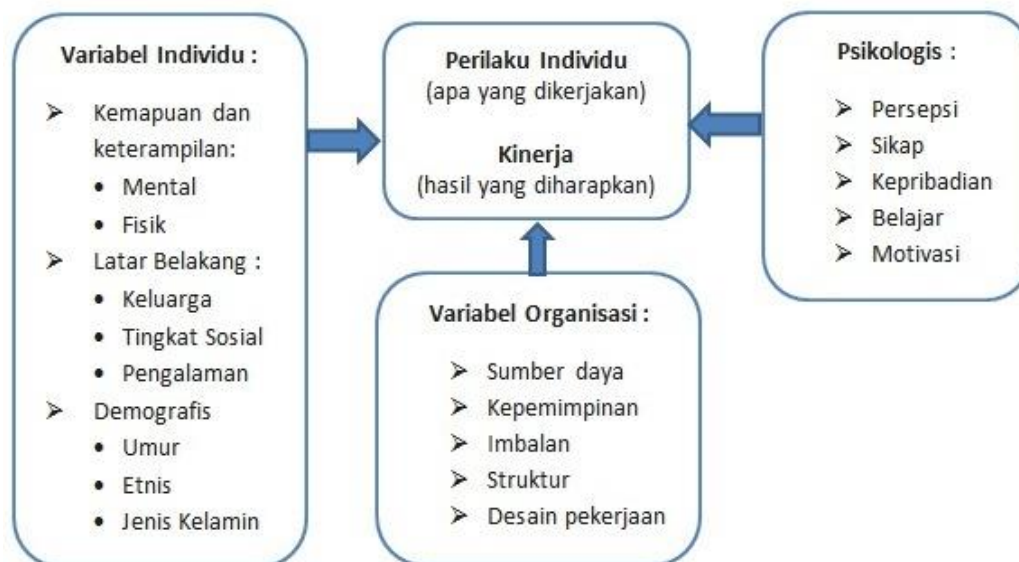 Variabel Individu :
➤ Kemapuan dan
keterampilan:
• Mental
• Fisik
➤ Latar Belakang :
• Keluarga
• Tingkat Sosial
• Pengalaman
➤ Demografis
• Umur
• Etnis
• Jenis Kelamin
Perilaku Individu
(apa yang dikerjakan)
Kinerja
(hasil yang diharapkan)
Variabel Organisasi :
➤ Sumber daya
➤ Kepemimpinan
➤ Imbalan
➤ Struktur
➤ Desain pekerjaan
Psikologis :
➤ Persepsi
➤ Sikap
➤ Kepribadian
➤ Belajar
➤ Motivasi